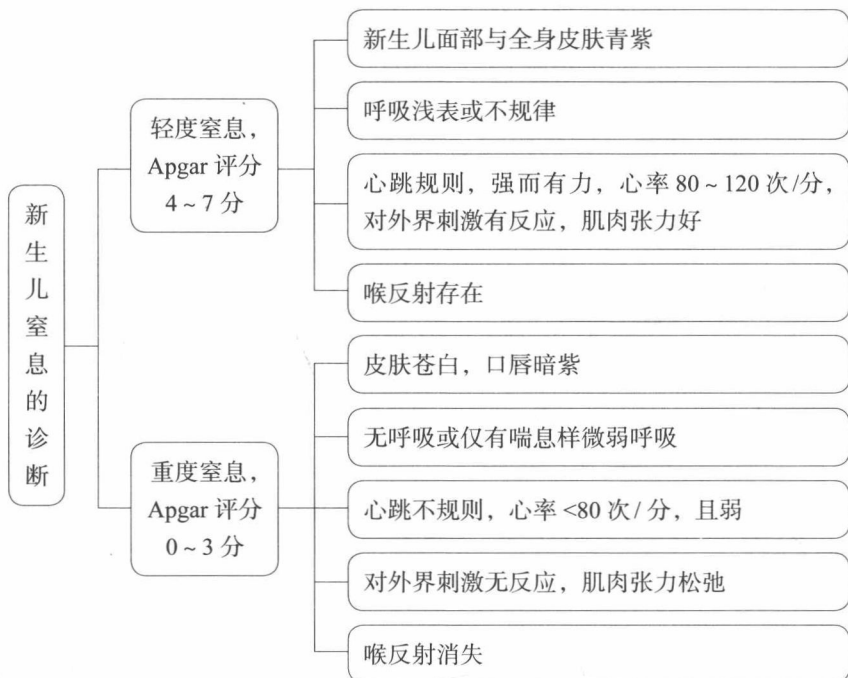 新生儿窒息的诊断
轻度窒息，
Apgar 评分
4～7 分
新生儿面部与全身皮肤青紫
呼吸浅表或不规律
心跳规则，强而有力，心率 80～120 次/分，
对外界刺激有反应，肌肉张力好
喉反射存在
重度窒息，
Apgar 评分
0～3 分
皮肤苍白，口唇暗紫
无呼吸或仅有喘息样微弱呼吸
心跳不规则，心率 <80 次/分，且弱
对外界刺激无反应，肌肉张力松弛
喉反射消失